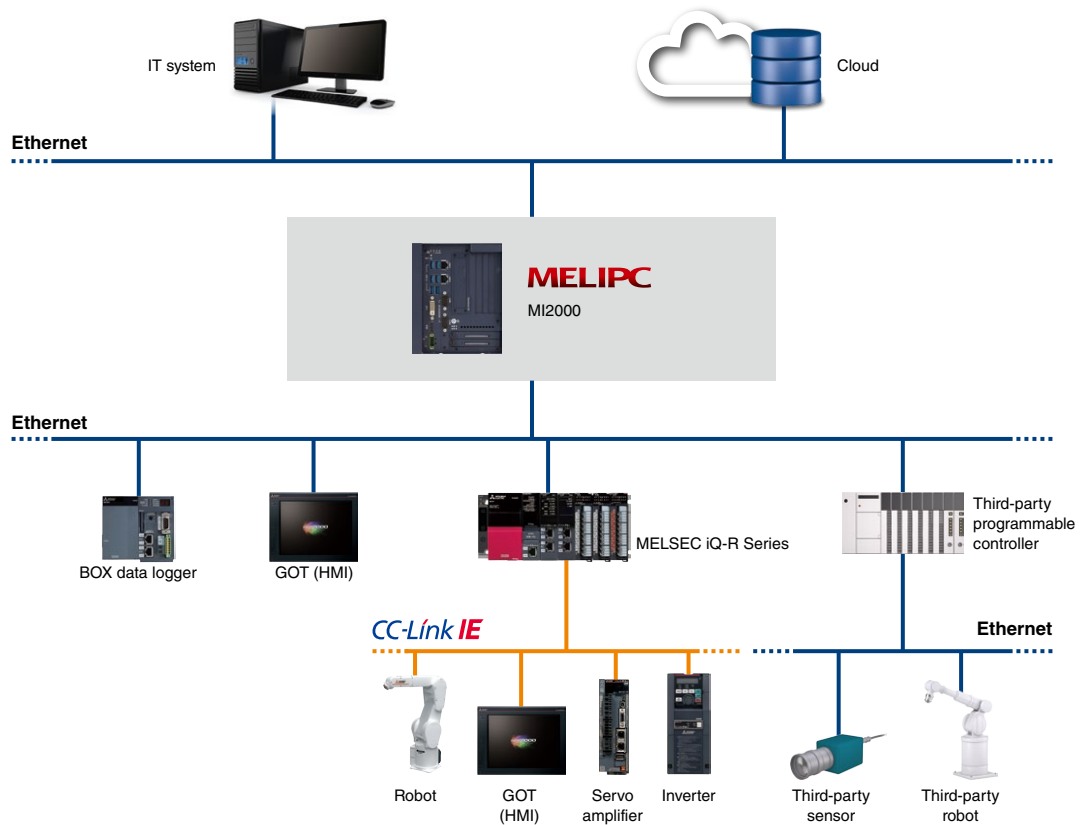 IT system
Cloud
Ethernet
MELIPC
MI2000
Ethernet
BOX data logger
GOT (HMI)
MELSEC iQ-R Series
Third-party
programmable
controller
CC-Link IE
Ethernet
Robot
GOT
(HMI)
Servo
amplifier
Inverter
Third-party
sensor
Third-party
robot